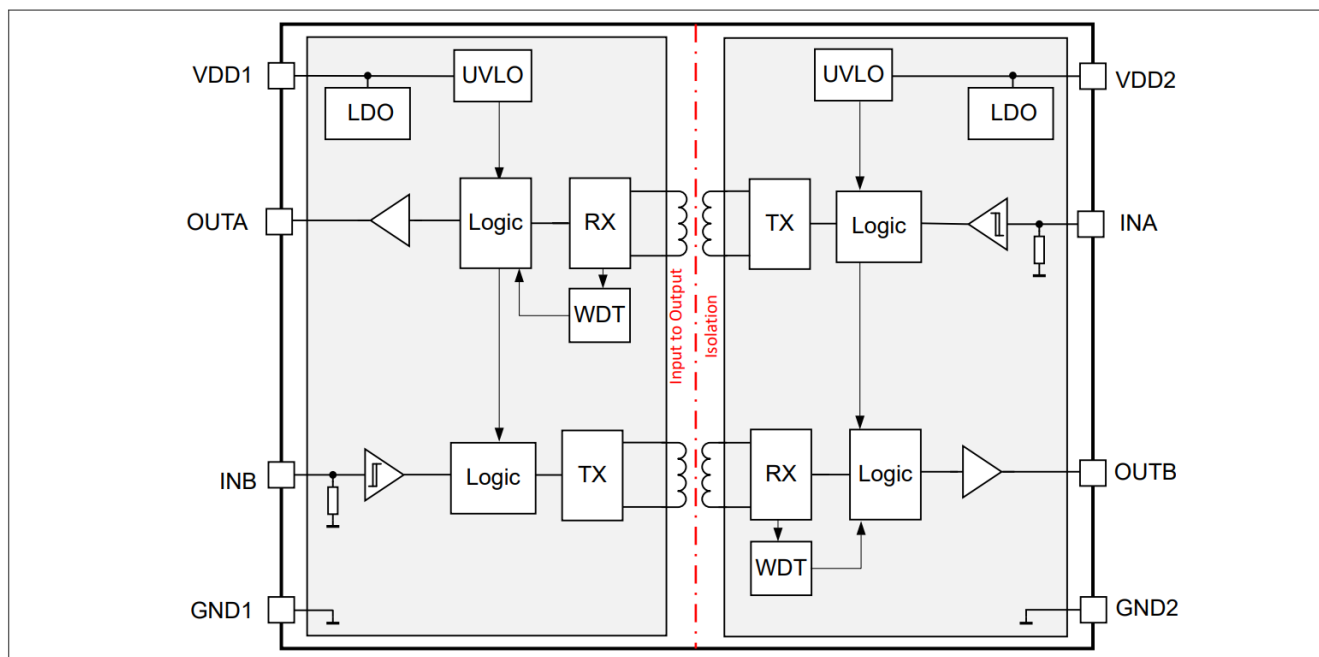 VDD1
UVLO
LDO
UVLO
LDO
VDD2
OUTA
Logic
RX
WDT
TX
Logic
INA
Input to Output
Isolation
INB
Logic
TX
RX
WDT
Logic
OUTB
GND1
GND2